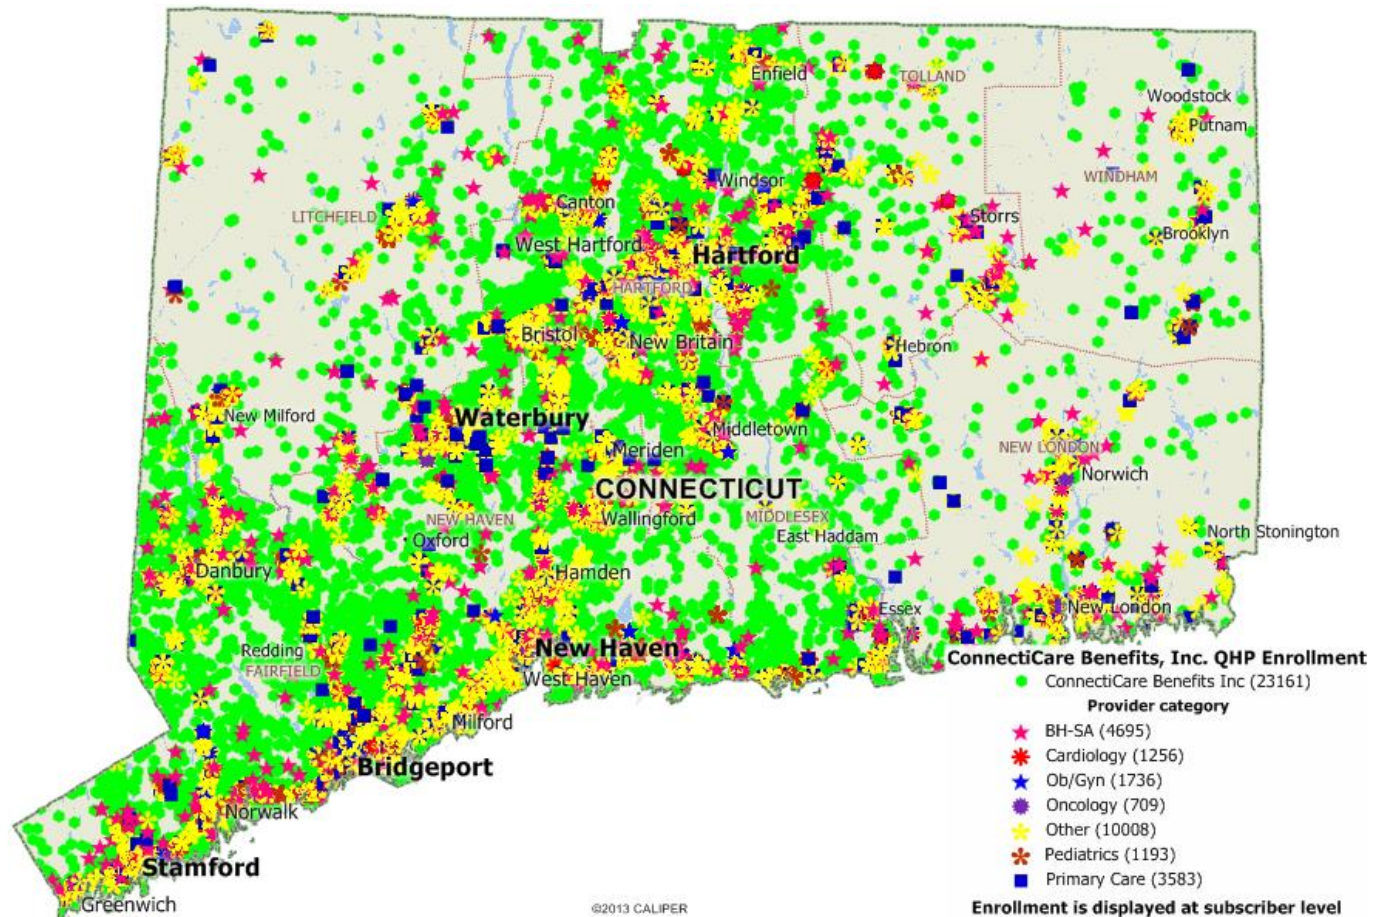 Enfield
TOLLAND
Woodstock
Putnam
Windsor
WINDHAM
Canton
LITCHFIELD
Storrs
West Hartford
Brooklyn
Hartford
HARTFORD
Bristol
New Britain
Hebron
New Milford
Waterbury
Middletown
Meriden
NEW LONDON
Norwich
CONNECTICUT
Wallingford
MIDDLESEX
NEW HAVEN
North Stonington
East Haddam
Oxford
Danbury
Hamden
Essex
New London
New Haven
Redding
FAIRFIELD
West Haven
Milford
Bridgeport
Norwalk
Stamford
Greenwich
ConnectiCare Benefits, Inc. QHP Enrollment
ConnectiCare Benefits Inc (23161)
Provider category
BH-SA (4695)
Cardiology (1256)
Ob/Gyn (1736)
Oncology (709)
Other (10008)
Pediatrics (1193)
Primary Care (3583)
Enrollment is displayed at subscriber level
©2013 CALIPER